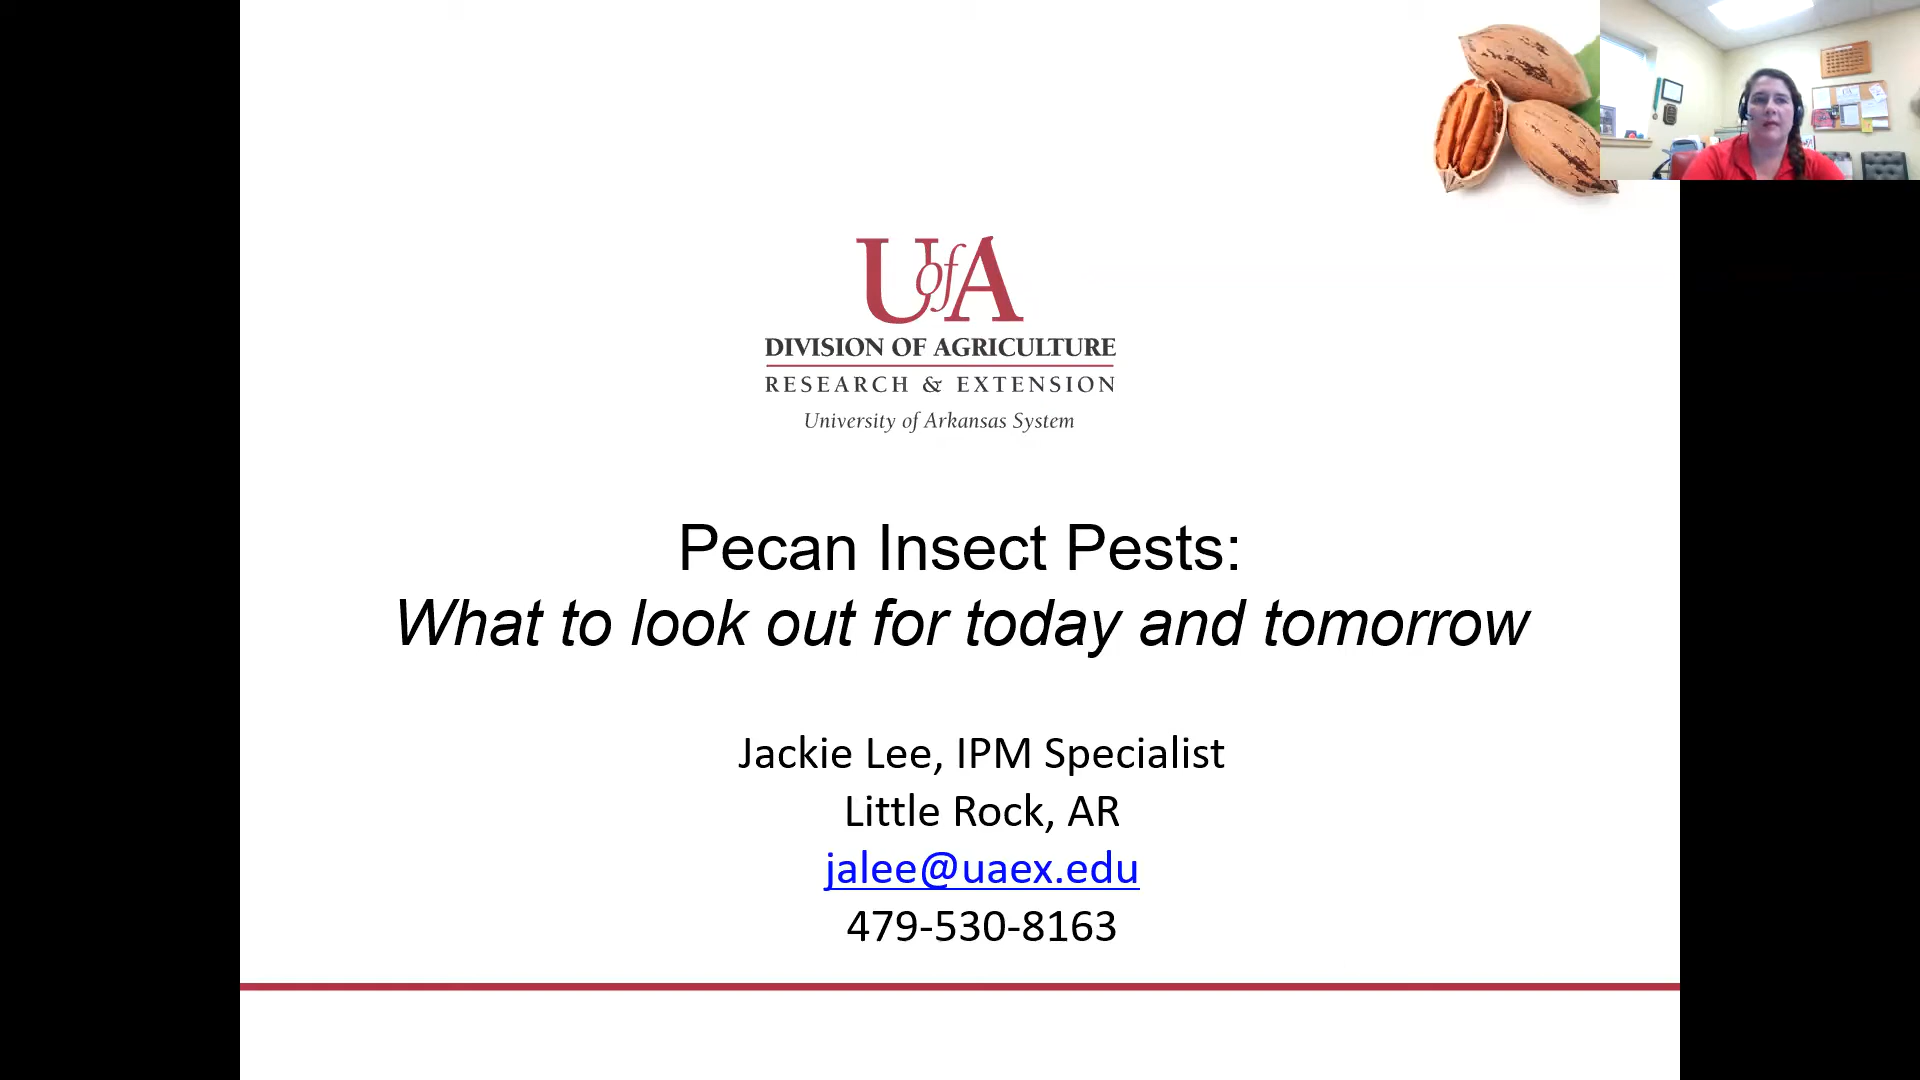 UofA
DIVISION OF AGRICULTURE
RESEARCH & EXTENSION
University of Arkansas System
Pecan Insect Pests:
What to look out for today and tomorrow
Jackie Lee, IPM Specialist
Little Rock, AR
jalee@uaex.edu
479-530-8163